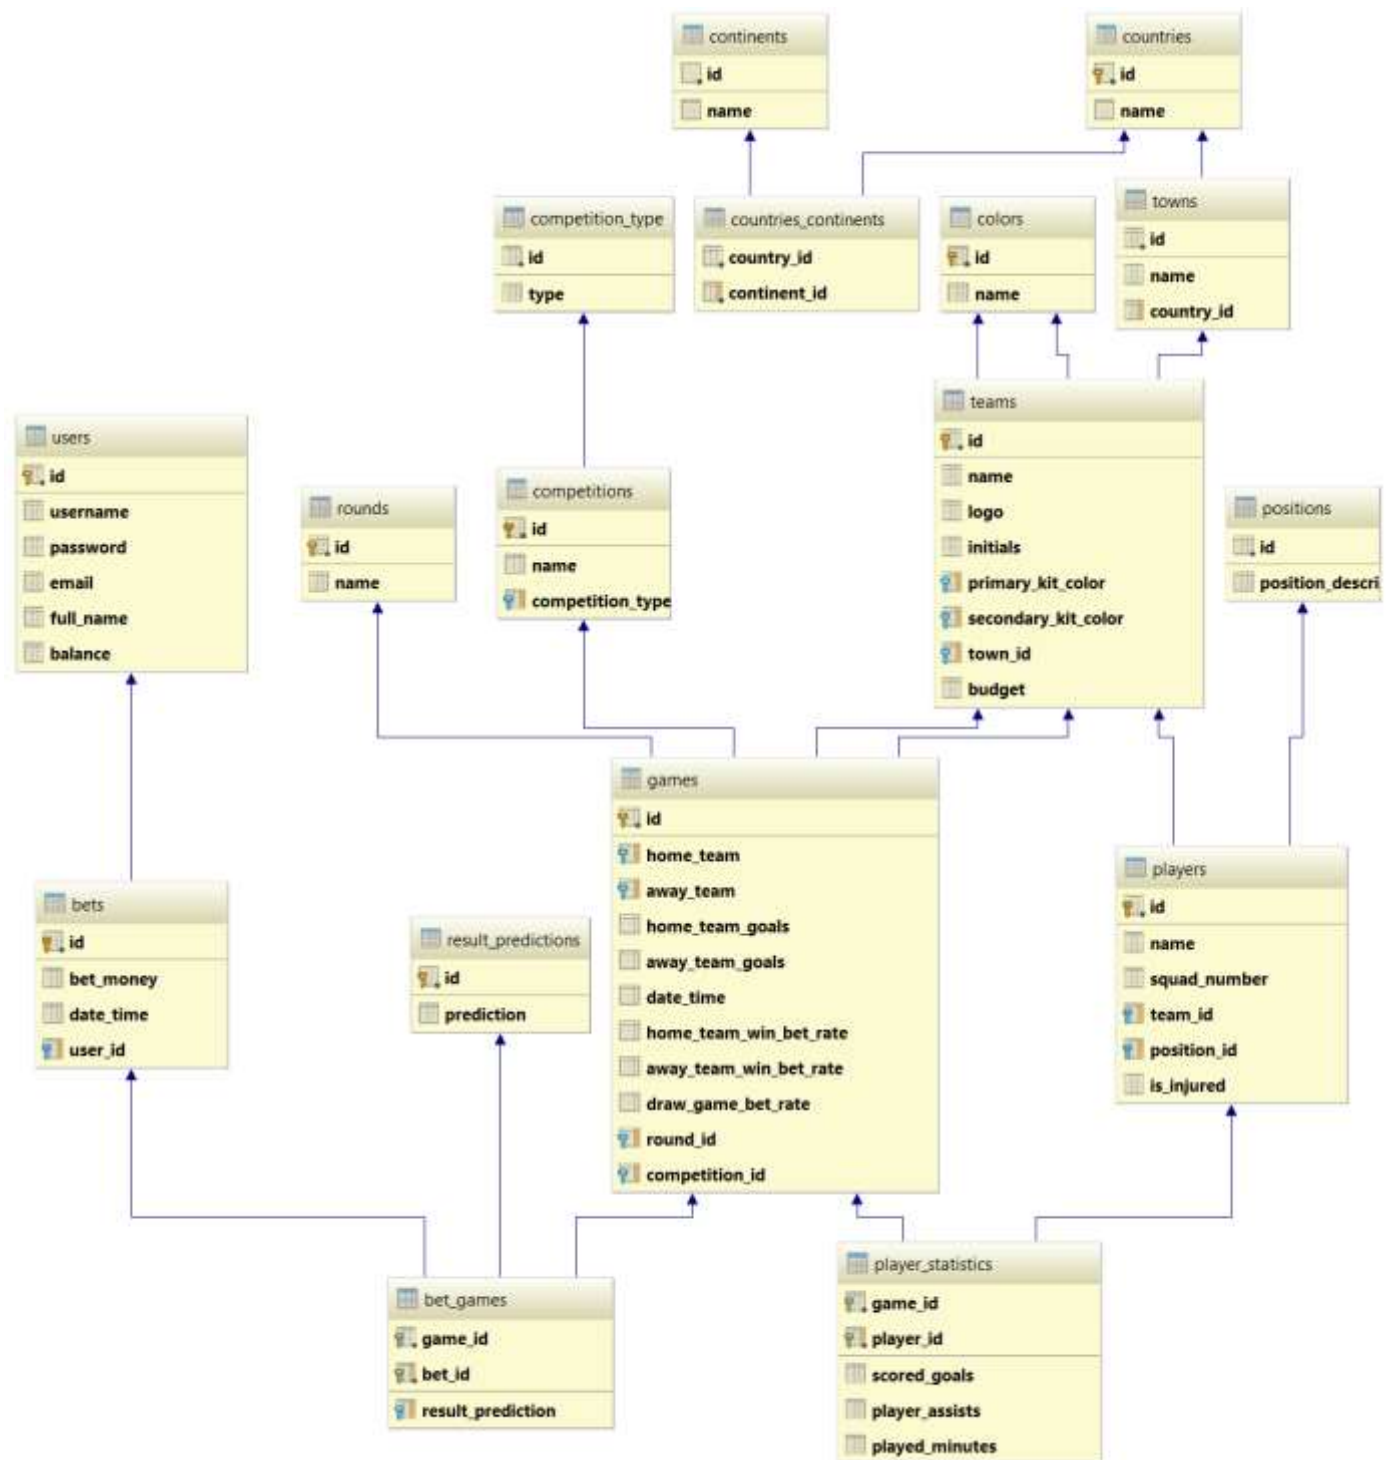 continents
id
name
countries
id
name
competition_type
id
type
countries_continents
country_id
continent_id
colors
id
name
towns
id
name
country_id
users
id
username
password
email
full_name
balance
rounds
id
name
competitions
id
name
competition_type
teams
id
name
logo
initials
primary_kit_color
secondary_kit_color
town_id
budget
positions
id
position_descri
games
id
home_team
away_team
home_team_goals
away_team_goals
date_time
home_team_win_bet_rate
away_team_win_bet_rate
draw_game_bet_rate
round_id
competition_id
bets
id
bet_money
date_time
user_id
result_predictions
id
prediction
players
id
name
squad_number
team_id
position_id
is_injured
bet_games
game_id
bet_id
result_prediction
player_statistics
game_id
player_id
scored_goals
player_assists
played_minutes